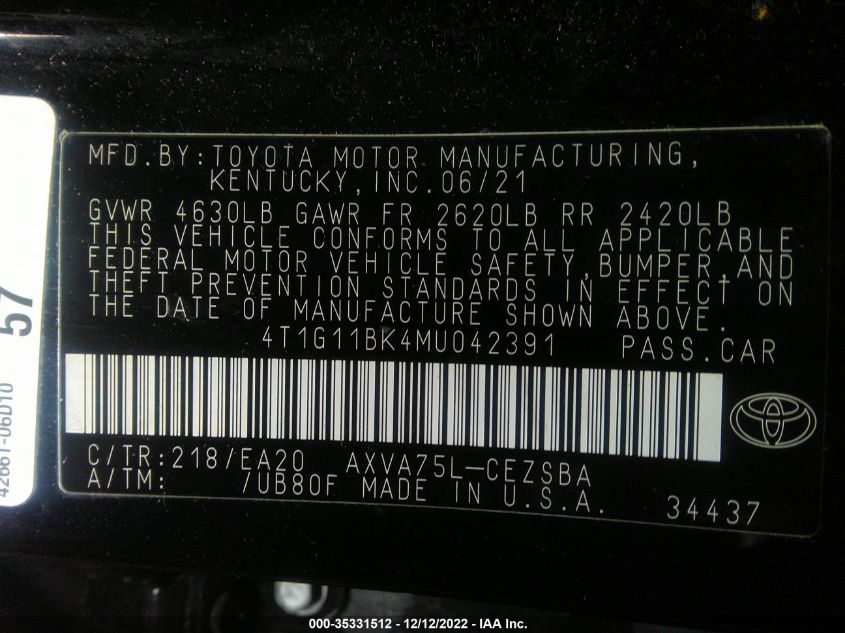 MFD.BY:TOYOTA MOTOR MANUFACTURING,
KENTUCKY,INC.06/21
GVWR 4630LB GAWR FR 2620LB RR 2420LB
THIS VEHICLE CONFORMS TO ALL APPLICABLE
FEDERAL MOTOR VEHICLE SAFETY,BUMPER,AND
THEFT PREVENTION STANDARDS IN EFFECT ON
THE DATE OF MANUFACTURE SHOWN ABOVE.
4T1G11BK4MU042391 PASS.CAR
C/TR:218/EA20 AXVA75L-CEZSBA
A/TM: /UB80F MADE IN U.S.A. 34437
57
42661-06D10
000-35331512 - 12/12/2022 - IAA Inc.